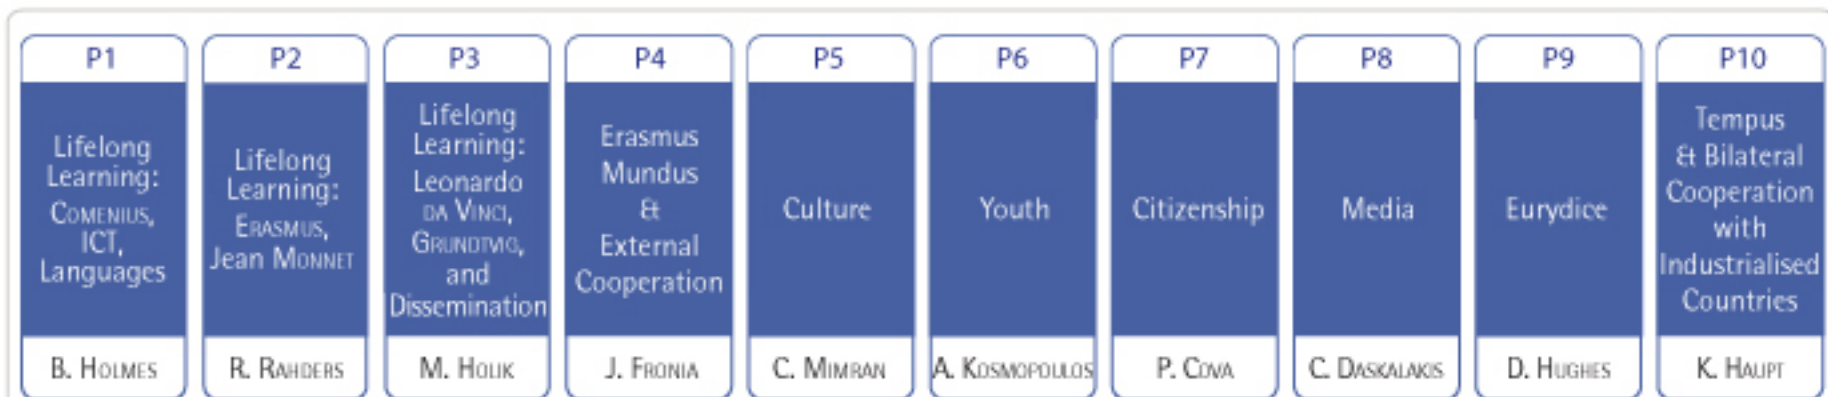 P1
Lifelong
Learning:
COMENIUS,
ICT,
Languages
B. HOLMES
P2
Lifelong
Learning:
ERASMUS,
Jean MONNET
R. RAHDERS
P3
Lifelong
Learning:
Leonardo
DA VINCI,
GRUNDTVIG,
and
Dissemination
M. HOLIK
P4
Erasmus
Mundus
&
External
Cooperation
J. FRONIA
P5
Culture
C. MIMRAN
P6
Youth
A. KOSMOPOULOS
P7
Citizenship
P. COVA
P8
Media
C. DASKALAKIS
P9
Eurydice
D. HUGHES
P10
Tempus
& Bilateral
Cooperation
with
Industrialised
Countries
K. HAUPT